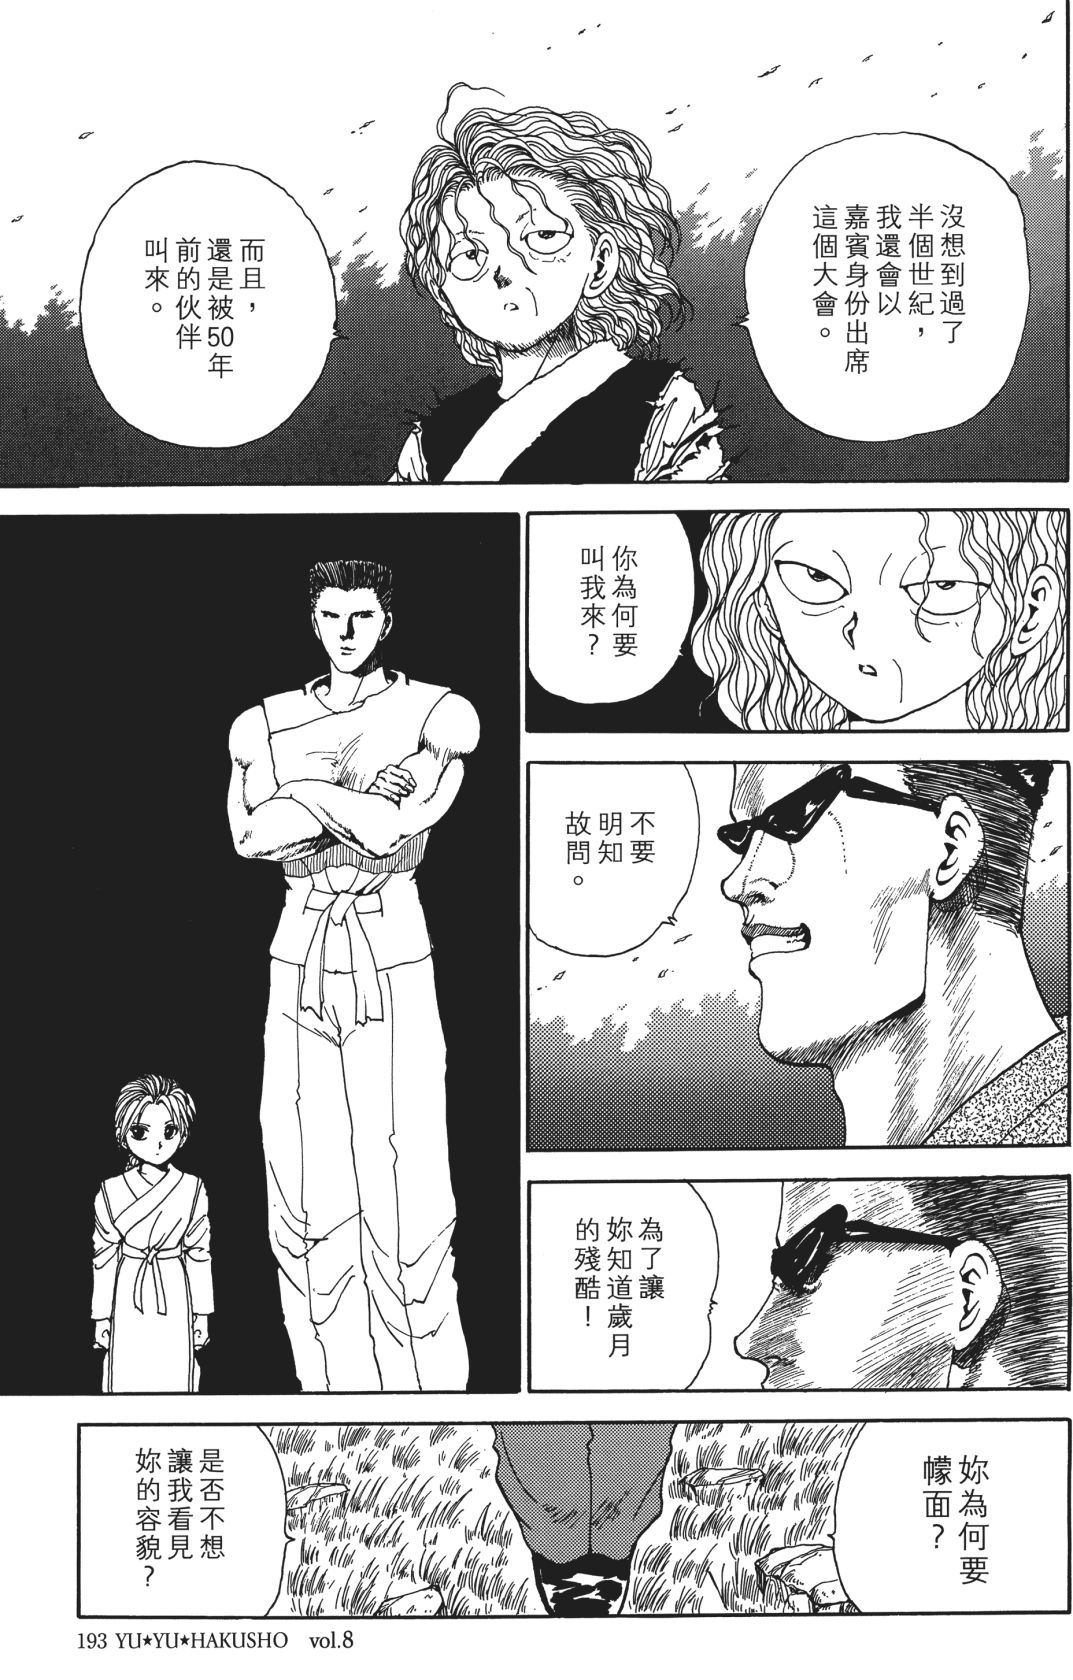 沒想到過了
半個世紀，
我還會以
嘉賓身份出席
這個大會。
而且，
還是被50年
前的伙伴
叫來。
你為何要
叫我來？
不要
明知
故問。
為了讓
妳知道歲月
的殘酷！
妳為何要
幪面？
是否不想
讓我看見
妳的容貌？
193 YU★YU★HAKUSHO vol.8